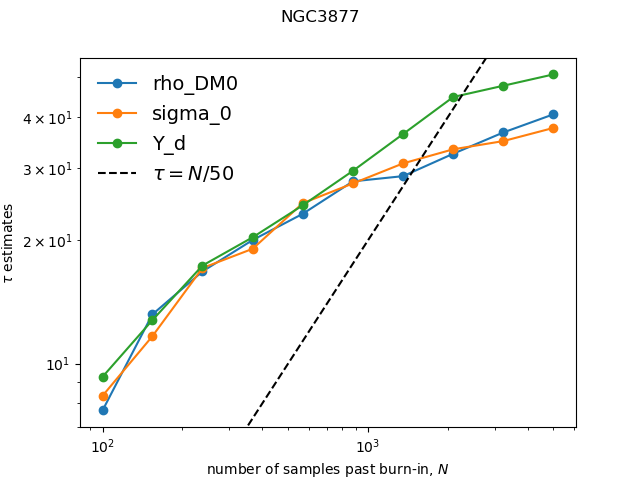 NGC3877
rho_DM0
sigma_0
Y_d
τ = N/50
4 × 10¹
3 × 10¹
2 × 10¹
10¹
τ estimates
10² 10³
number of samples past burn-in, N